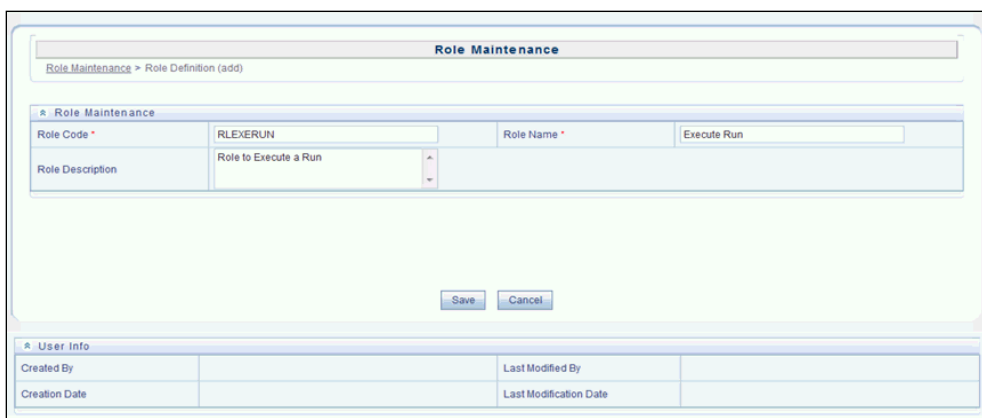 Role Maintenance
Role Maintenance > Role Definition (add)
Role Maintenance
Role Code * RLEXERUN Role Name * Execute Run
Role Description Role to Execute a Run
Save Cancel
User Info
Created By Last Modified By
Creation Date Last Modification Date